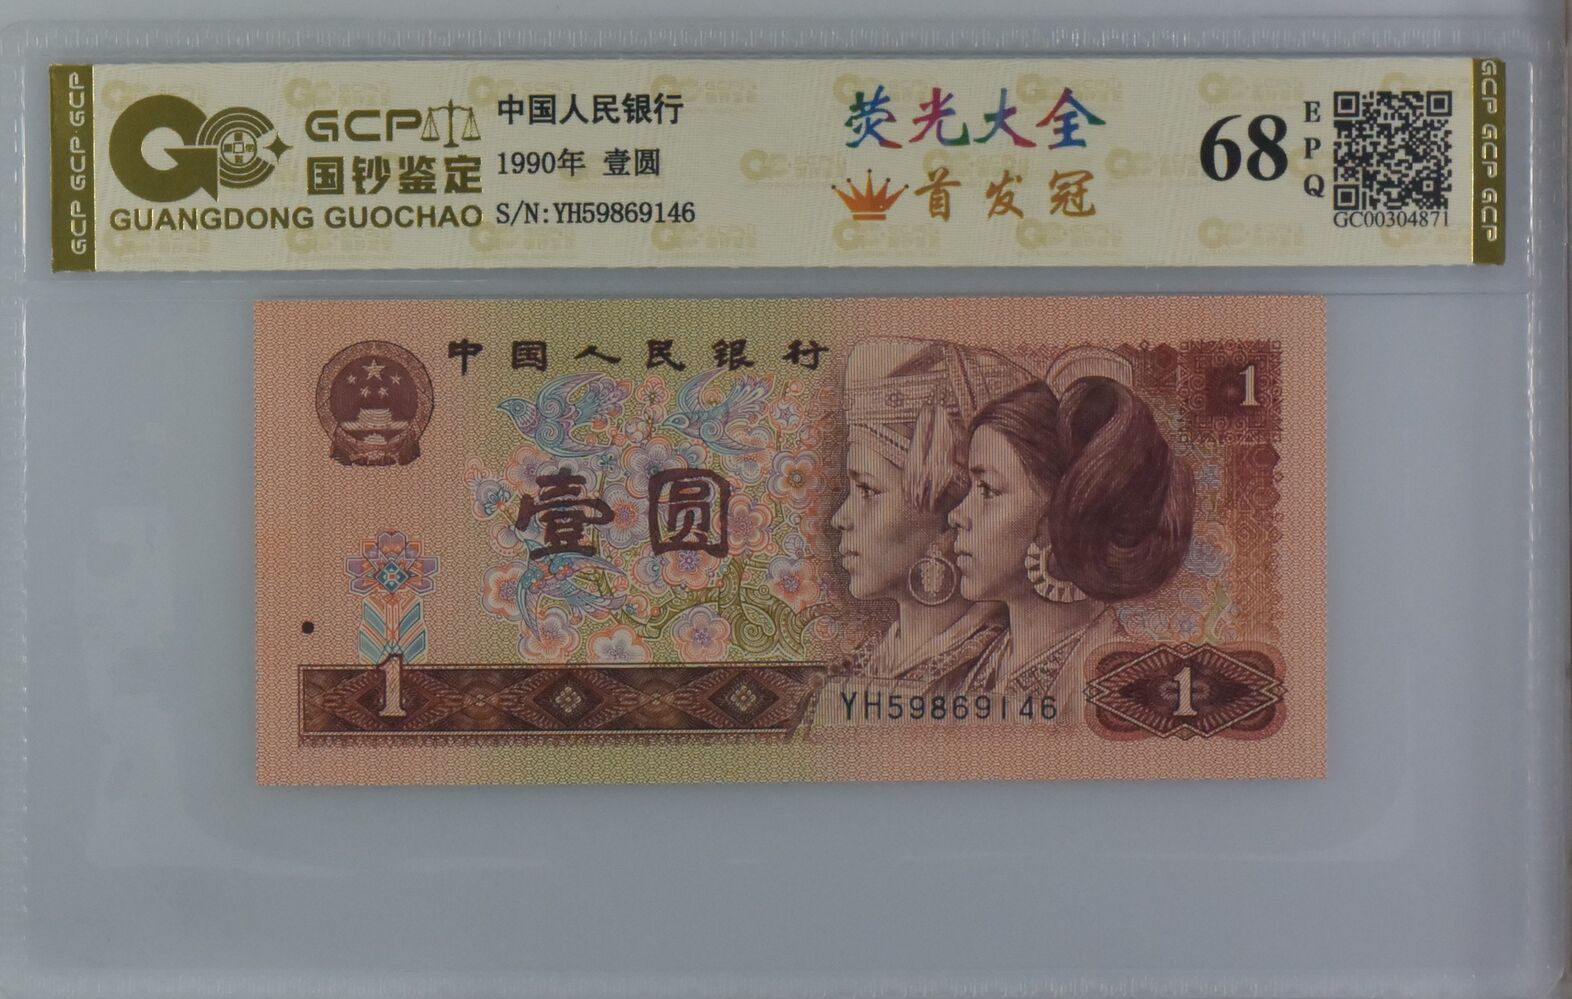 GCP
国钞鉴定
GUANGDONG GUOCHAO
中国人民银行
1990年 壹圆
S/N:YH59869146
荧光大全
首发冠
68
EPQ
GC00304871
GCP GCP·GCP
GCP GCP GCP
中国人民银行
1
壹圆
1
YH59869146
1